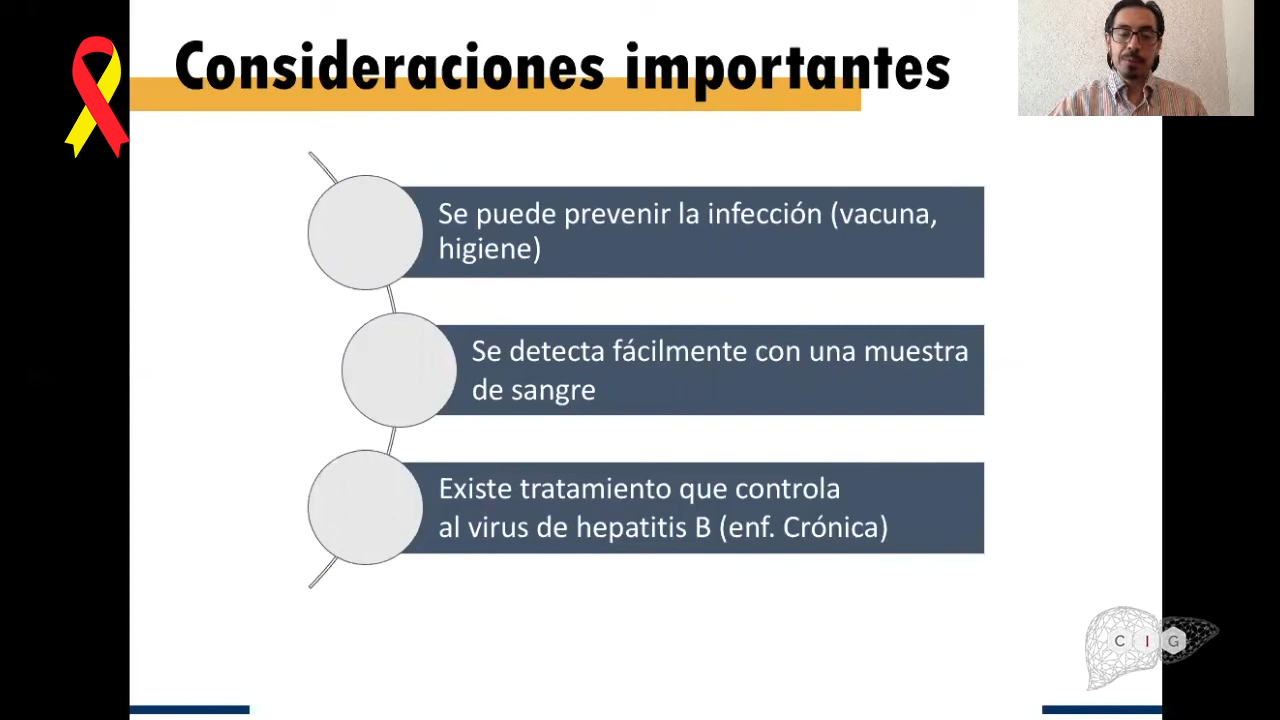 Consideraciones importantes
Se puede prevenir la infección (vacuna,
higiene)
Se detecta fácilmente con una muestra
de sangre
Existe tratamiento que controla
al virus de hepatitis B (enf. Crónica)
C I G